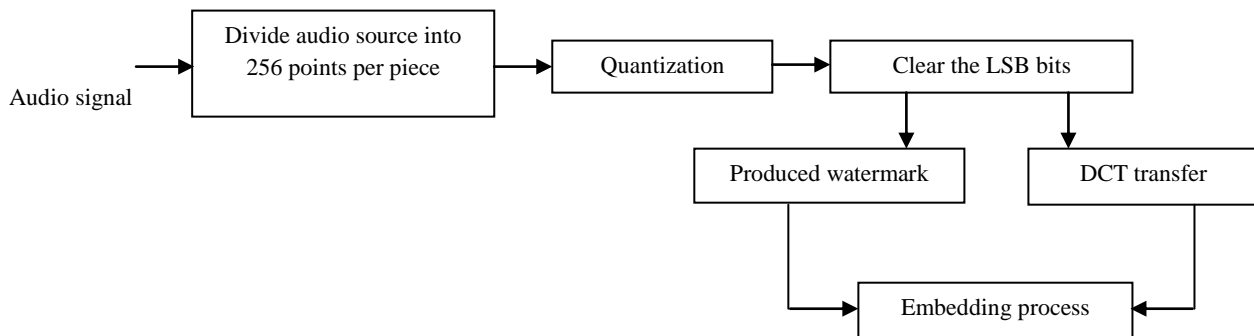 Audio signal
Divide audio source into
256 points per piece
Quantization
Clear the LSB bits
Produced watermark
DCT transfer
Embedding process